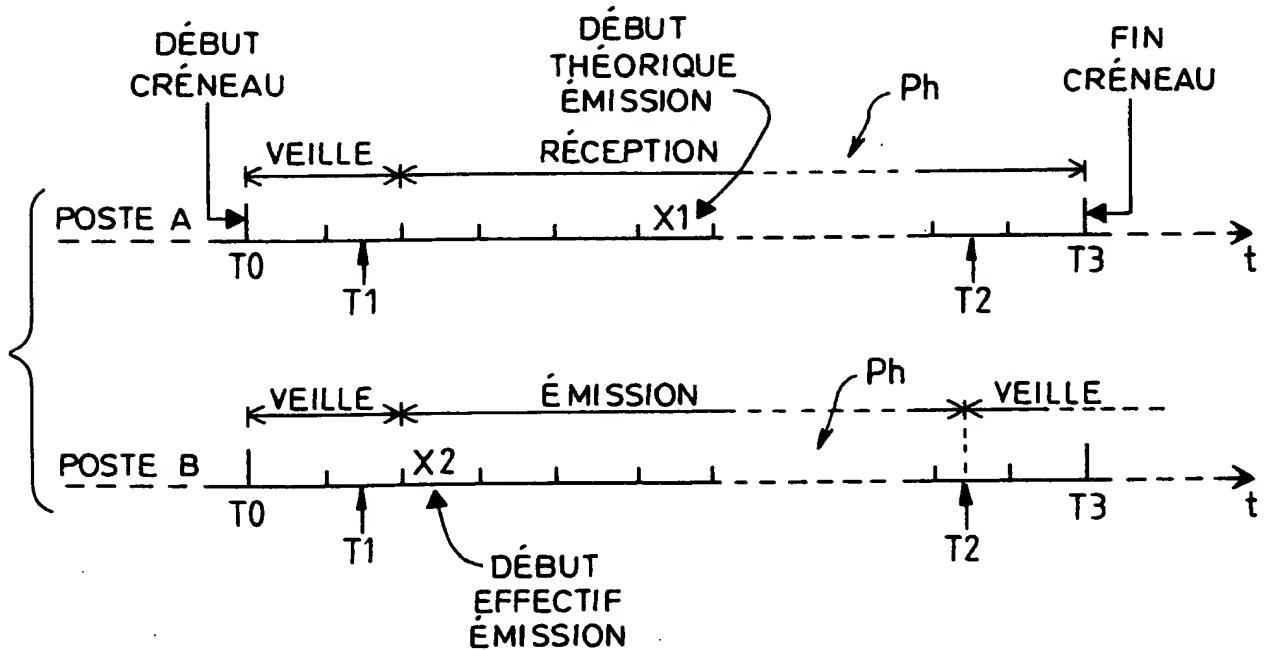 DÉBUT
CRÉNEAU
DÉBUT
THÉORIQUE
ÉMISSION
Ph
FIN
CRÉNEAU
VEILLE
RÉCEPTION
POSTE A
X1
T0
T1
T2
T3
t
VEILLE
ÉMISSION
Ph
VEILLE
POSTE B
X2
T0
T1
T2
T3
t
DÉBUT
EFFECTIF
ÉMISSION